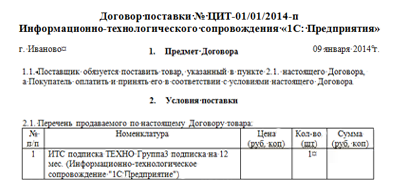 Договор поставки № ЦИТ-01/01/2014-п
Информационно-технологического сопровождения «1С: Предприятия»
г. Иваново¤ 09 января 2014 г.
1. Предмет Договора
1.1. Поставщик обязуется поставить товар, указанный в пункте 2.1. настоящего Договора,
а Покупатель оплатить и принять его в соответствии с условиями настоящего Договора.
2. Условия поставки
2.1. Перечень продаваемого по настоящему Договору товара:
№ п/п Номенклатура Цена (руб, коп) Кол-во (шт) Сумма (руб, коп)
1 ИТС подписка ТЕХНО Группа3 подписка на 12 1¤
мес. (Информационно-технологическое
сопровождение "1С:Предприятие")